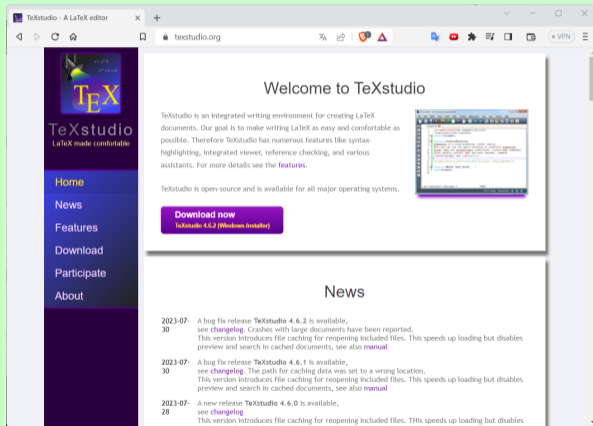 TeXstudio - A LaTeX editor
texstudio.org
VPN
TEX
TeXstudio
LaTeX made comfortable
Home
News
Features
Download
Participate
About
Welcome to TeXstudio
TeXstudio is an integrated writing environment for creating LaTeX
documents. Our goal is to make writing LaTeX as easy and comfortable as
possible. Therefore TeXstudio has numerous features like syntax-
highlighting, integrated viewer, reference checking, and various
assistants. For more details see the features.
TeXstudio is open-source and is available for all major operating systems.
Download now
TeXstudio 4.6.2 (Windows-Installer)
News
2023-07-30 A bug fix release TeXstudio 4.6.2 is available,
see changelog. Crashes with large documents have been reported.
This version introduces file caching for reopening included files. This speeds up loading but disables
preview and search in cached documents, see also manual
2023-07-30 A bug fix release TeXstudio 4.6.1 is available,
see changelog. The path for caching data was set to a wrong location.
This version introduces file caching for reopening included files. This speeds up loading but disables
preview and search in cached documents, see also manual
2023-07-28 A new release TeXstudio 4.6.0 is available,
see changelog
This version introduces file caching for reopening included files. THis speeds up loading but disables